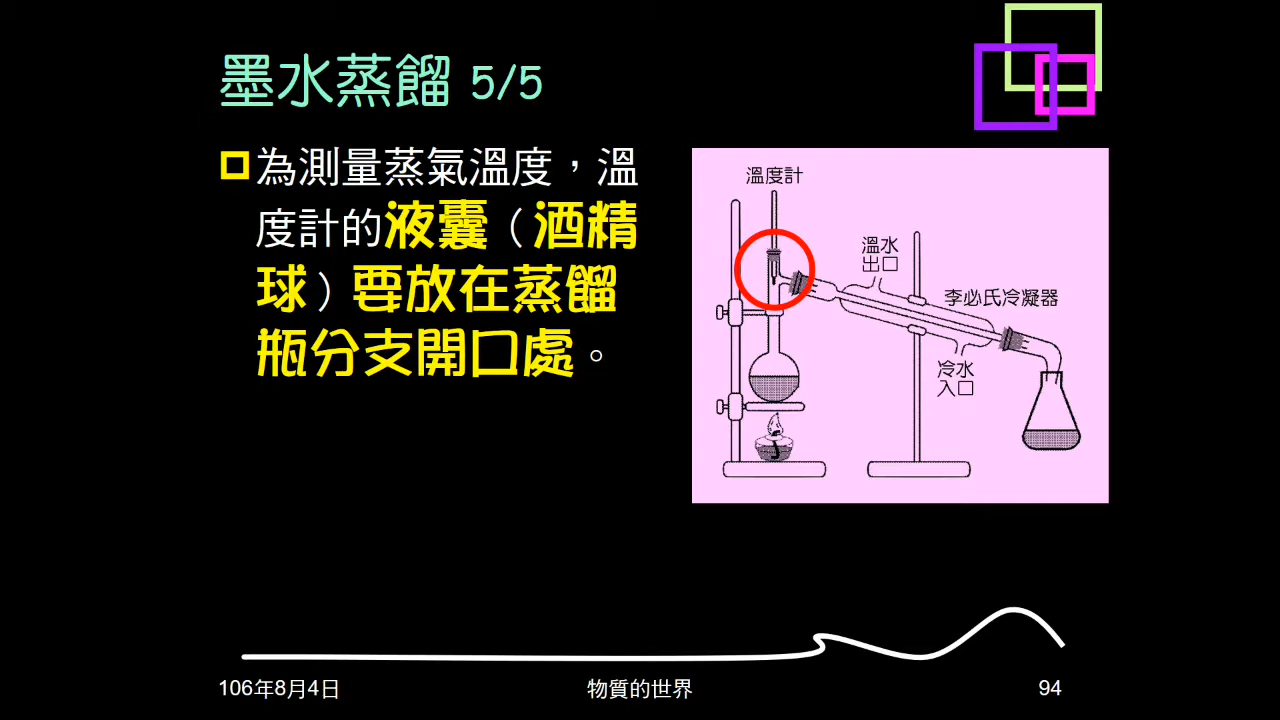 墨水蒸餾 5/5
為測量蒸氣溫度，溫
度計的液囊（酒精
球）要放在蒸餾
瓶分支開口處。
溫度計
溫水
出口
李必氏冷凝器
冷水
入口
106年8月4日
物質的世界
94